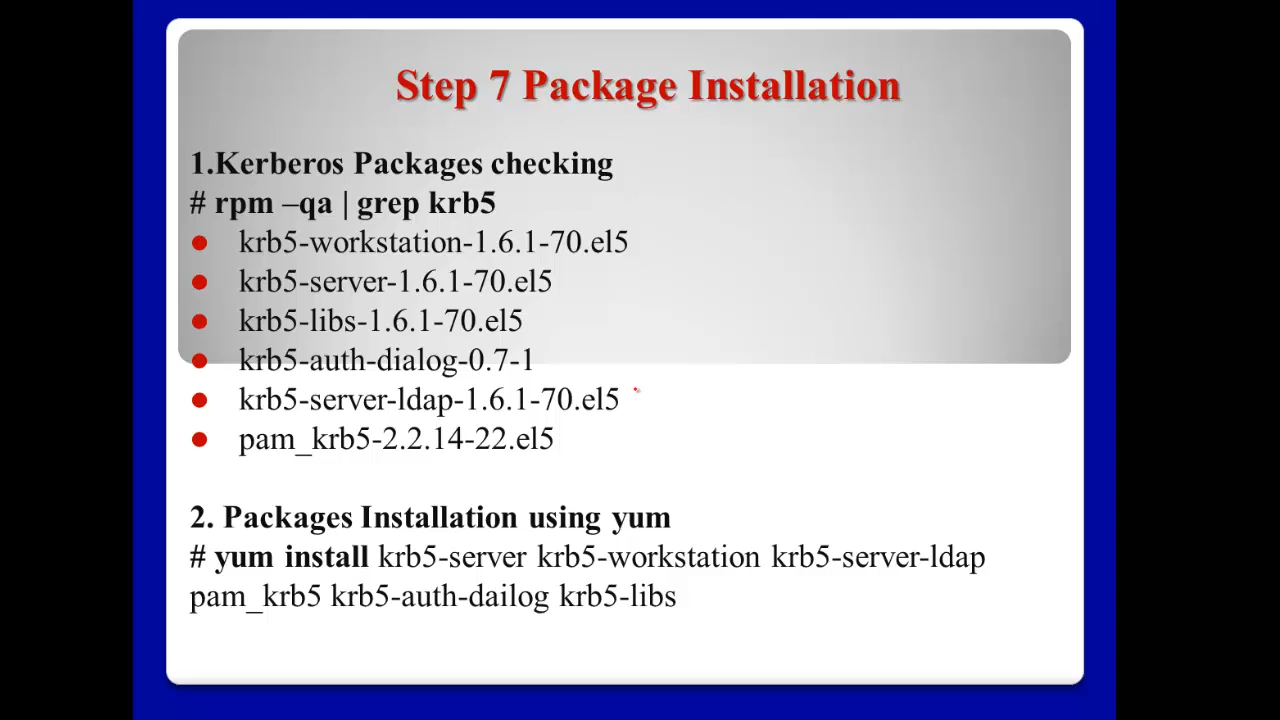 Step 7 Package Installation
1.Kerberos Packages checking
# rpm –qa | grep krb5
● krb5-workstation-1.6.1-70.el5
● krb5-server-1.6.1-70.el5
● krb5-libs-1.6.1-70.el5
● krb5-auth-dialog-0.7-1
● krb5-server-ldap-1.6.1-70.el5
● pam_krb5-2.2.14-22.el5
2. Packages Installation using yum
# yum install krb5-server krb5-workstation krb5-server-ldap
pam_krb5 krb5-auth-dailog krb5-libs